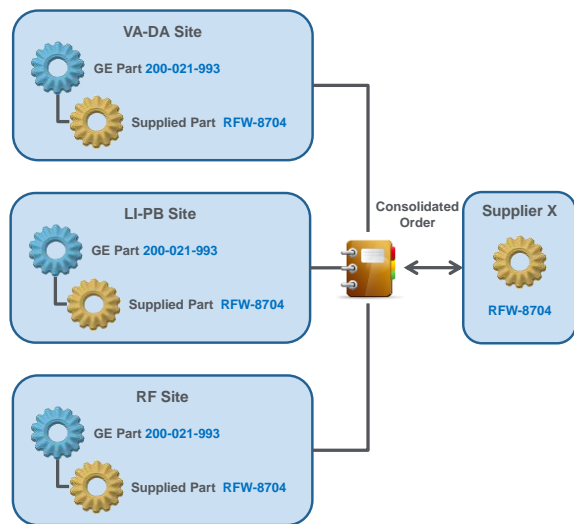 VA-DA Site
GE Part 200-021-993
Supplied Part RFW-8704
LI-PB Site
GE Part 200-021-993
Supplied Part RFW-8704
RF Site
GE Part 200-021-993
Supplied Part RFW-8704
Consolidated
Order
Supplier X
RFW-8704